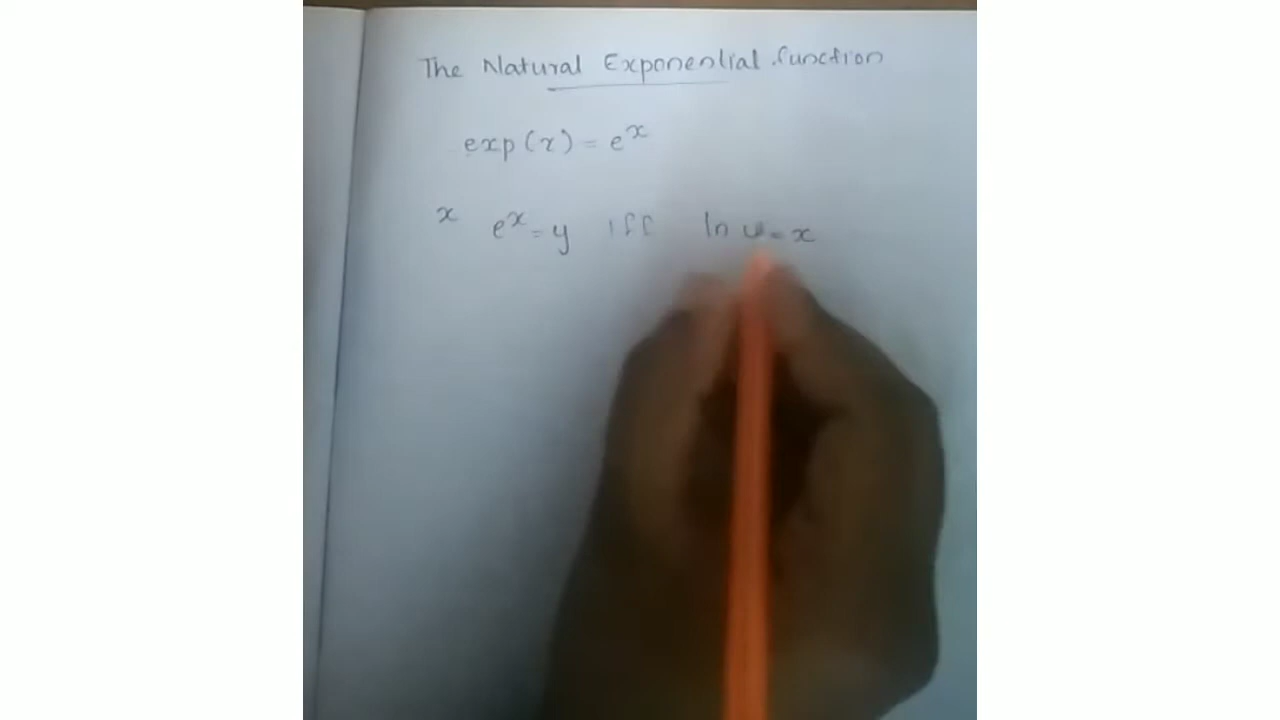 The Natural Exponential function
exp(x) = e^x
x e^x = y iff ln y = x